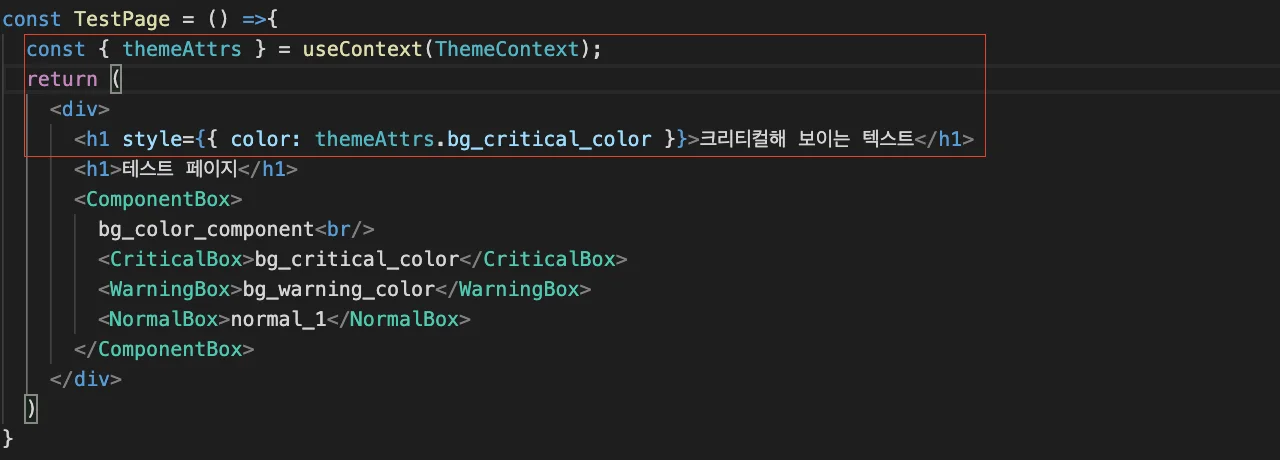 const TestPage = () =>{
const { themeAttrs } = useContext(ThemeContext);
return (
<div>
<h1 style={{ color: themeAttrs.bg_critical_color }}>크리티컬해 보이는 텍스트</h1>
<h1>테스트 페이지</h1>
<ComponentBox>
bg_color_component<br/>
<CriticalBox>bg_critical_color</CriticalBox>
<WarningBox>bg_warning_color</WarningBox>
<NormalBox>normal_1</NormalBox>
</ComponentBox>
</div>
)
}